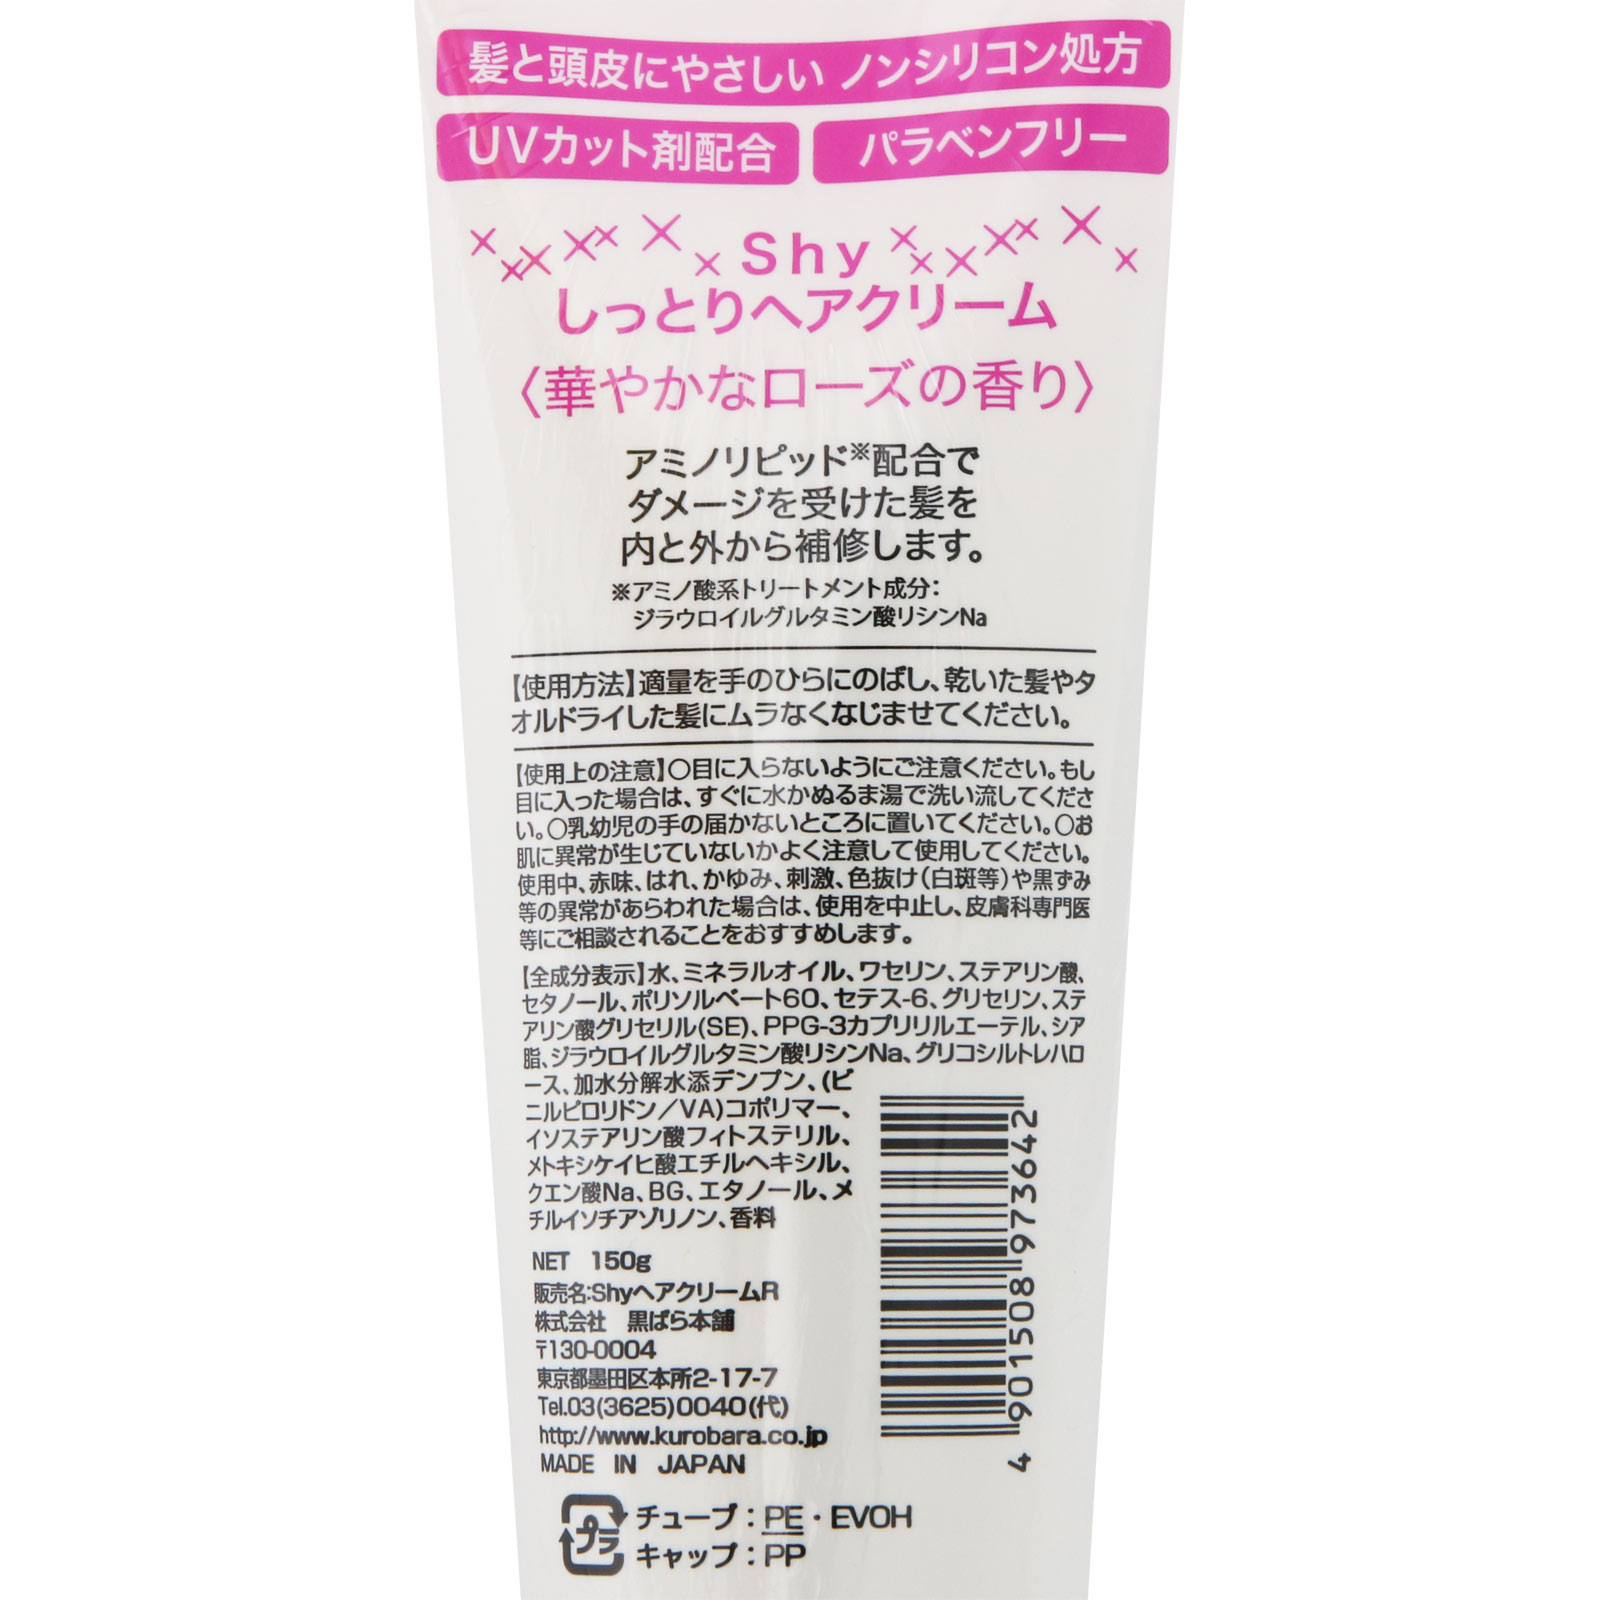 髪と頭皮にやさしい ノンシリコン処方
UVカット剤配合
パラベンフリー
Shy
しっとりヘアクリーム
〈華やかなローズの香り〉
アミノリピッド※配合で
ダメージを受けた髪を
内と外から補修します。
※アミノ酸系トリートメント成分：
ジラウロイルグルタミン酸リシンNa
【使用方法】適量を手のひらにのばし、乾いた髪やタ
オルドライした髪にムラなくなじませてください。
【使用上の注意】○目に入らないようにご注意ください。もし
目に入った場合は、すぐに水かぬるま湯で洗い流してくださ
い。○乳幼児の手の届かないところに置いてください。○お
肌に異常が生じていないかよく注意して使用してください。
使用中、赤味、はれ、かゆみ、刺激、色抜け(白斑等)や黒ずみ
等の異常があらわれた場合は、使用を中止し、皮膚科専門医
等にご相談されることをおすすめします。
【全成分表示】水、ミネラルオイル、ワセリン、ステアリン酸、
セタノール、ポリソルベート60、セテス-6、グリセリン、ステ
アリン酸グリセリル(SE)、PPG-3カプリリルエーテル、シア
脂、ジラウロイルグルタミン酸リシンNa、グリコシルトレハロ
ース、加水分解水添デンプン、(ビ
ニルピロリドン／VA)コポリマー、
イソステアリン酸フィトステリル、
メトキシケイヒ酸エチルヘキシル、
クエン酸Na、BG、エタノール、メ
チルイソチアゾリノン、香料
NET 150g
販売名:ShyヘアクリームR
株式会社 黒ばら本舗
〒130-0004
東京都墨田区本所2-17-7
Tel.03(3625)0040(代)
http://www.kurobara.co.jp
MADE IN JAPAN
4 901508 973642
プラ
チューブ：PE・EVOH
キャップ：PP